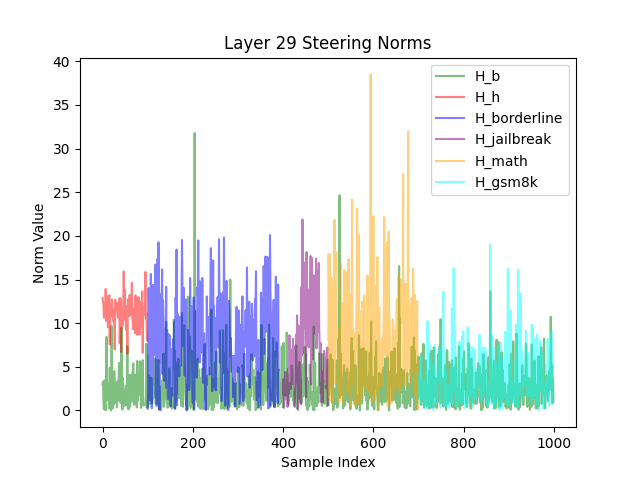 Layer 29 Steering Norms
40
35
30
25
20
15
10
5
0
Norm Value
H_b
H_h
H_borderline
H_jailbreak
H_math
H_gsm8k
0 200 400 600 800 1000
Sample Index